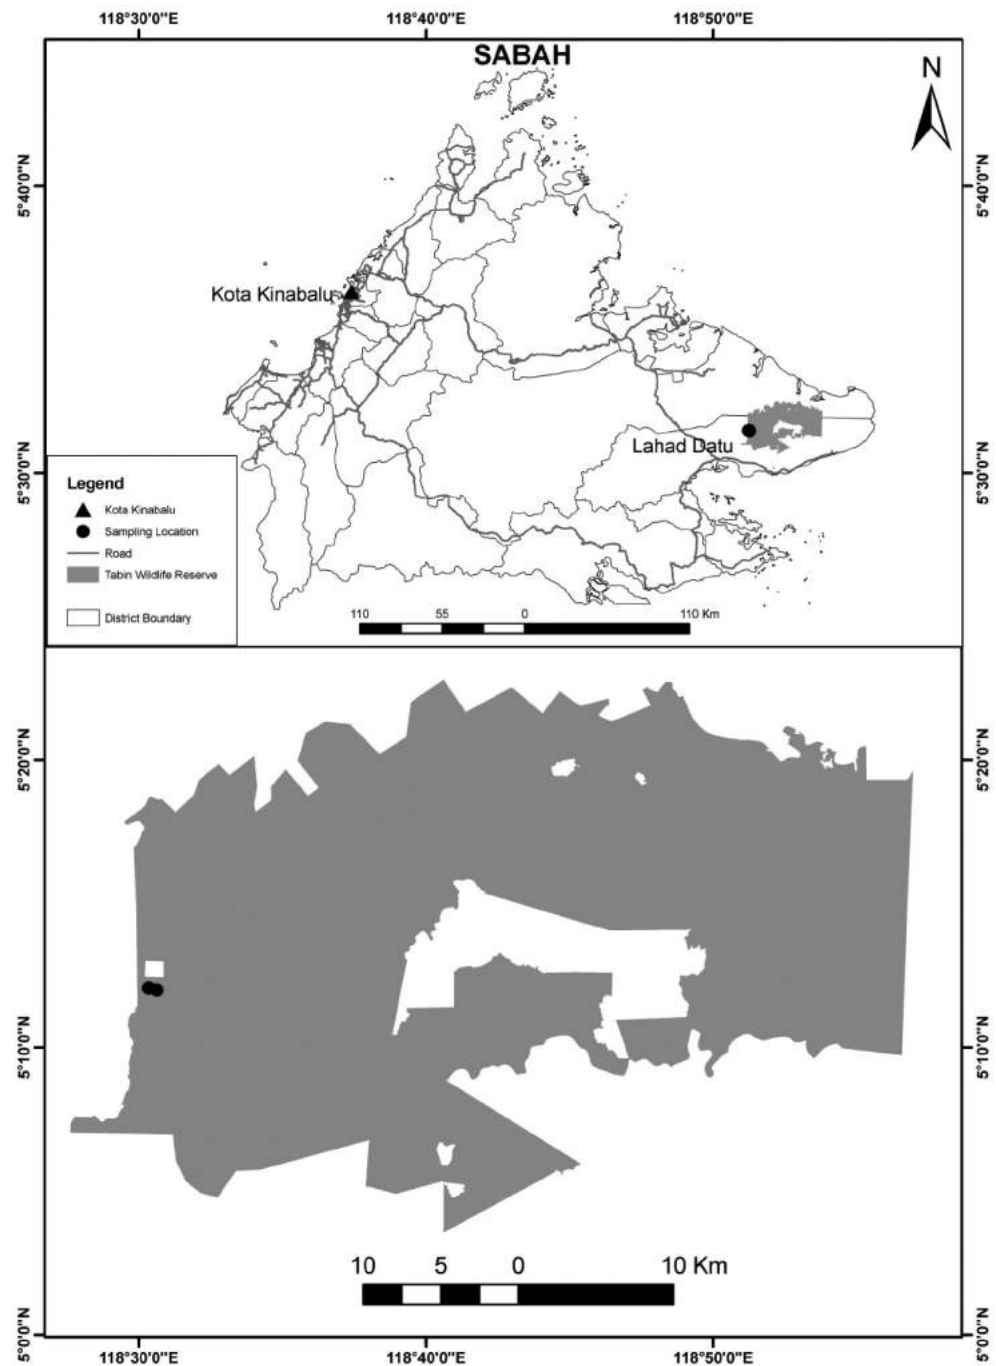 118°30'0"E 118°40'0"E 118°50'0"E
SABAH
N
5°40'0"N 5°40'0"N
Kota Kinabalu
Lahad Datu
5°30'0"N 5°30'0"N
Legend
Kota Kinabalu
Sampling Location
Road
Tabin Wildlife Reserve
District Boundary
110 55 0 110 Km
5°20'0"N 5°20'0"N
5°10'0"N 5°10'0"N
10 5 0 10 Km
5°0'0"N 5°0'0"N
118°30'0"E 118°40'0"E 118°50'0"E